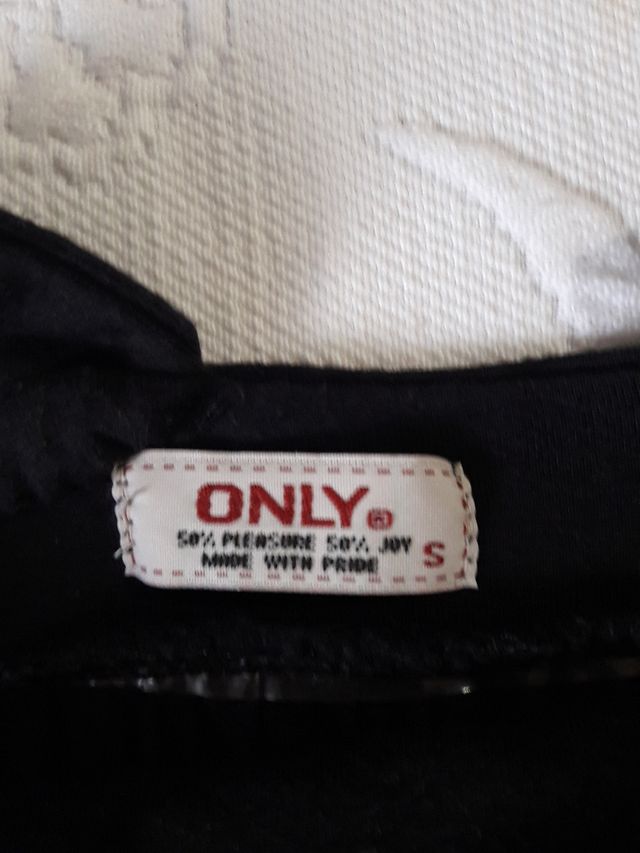 ONLY®
50% PLEASURE 50% JOY
MADE WITH PRIDE
S